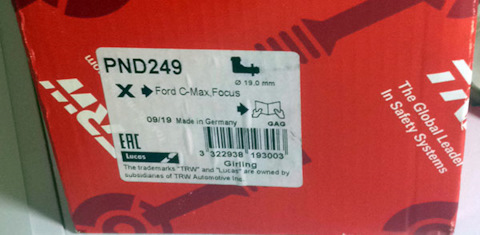 PND249
Ø 19.0 mm
X Ford C-Max, Focus
GAG
09/19 Made in Germany
EAC
Lucas
3 322938 193003
Girling
The trademarks "TRW" and "Lucas" are owned by
subsidiaries of TRW Automotive Inc.
TRW
The Global Leader
In Safety Systems